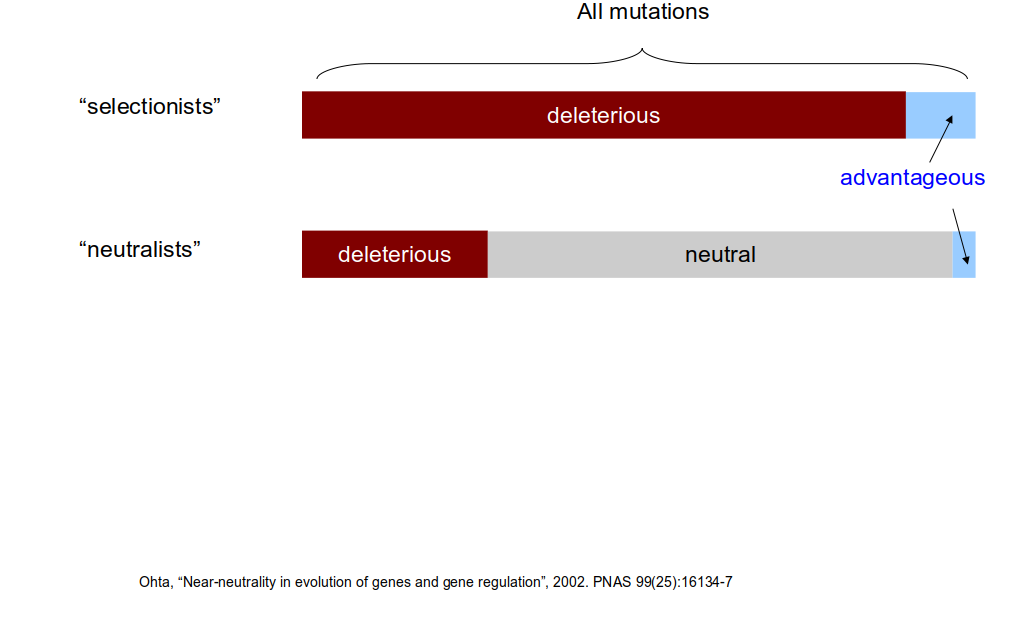 All mutations
“selectionists”
deleterious
advantageous
“neutralists”
deleterious
neutral
Ohta, “Near-neutrality in evolution of genes and gene regulation”, 2002. PNAS 99(25):16134-7